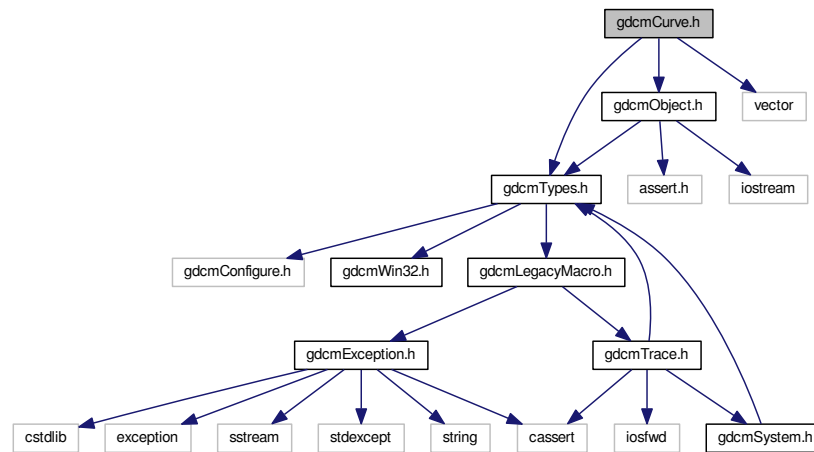 gdcmCurve.h
gdcmObject.h
vector
gdcmTypes.h
assert.h
iostream
gdcmConfigure.h
gdcmWin32.h
gdcmLegacyMacro.h
gdcmException.h
gdcmTrace.h
cstdlib
exception
sstream
stdexcept
string
cassert
iosfwd
gdcmSystem.h